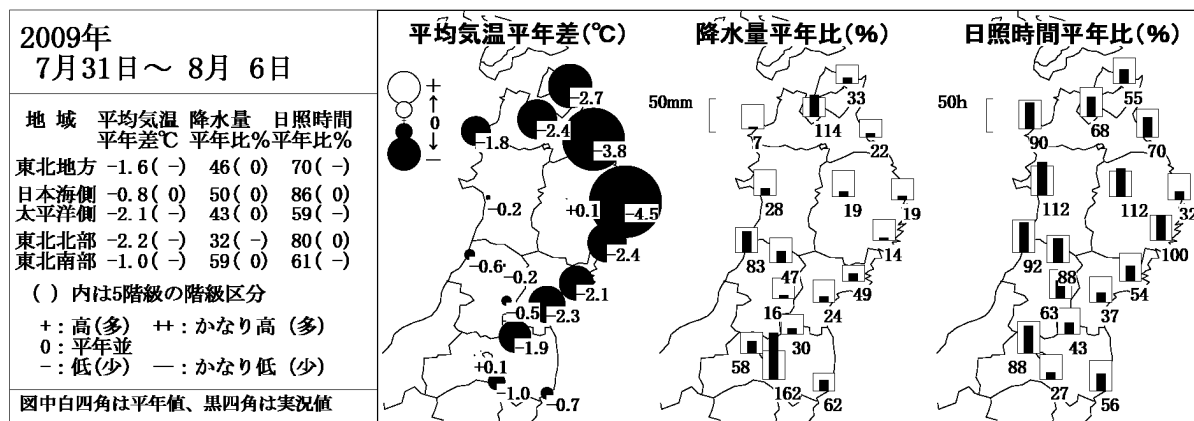 2009年
7月31日～ 8月 6日
地 域 平均気温 降水量 日照時間
平年差℃ 平年比% 平年比%
東北地方 -1.6( -) 46( 0) 70( -)
日本海側 -0.8( 0) 50( 0) 86( 0)
太平洋側 -2.1( -) 43( 0) 59( -)
東北北部 -2.2( -) 32( -) 80( 0)
東北南部 -1.0( -) 59( 0) 61( -)
( ) 内は5階級の階級区分
+：高(多) ++：かなり高 (多)
0：平年並
-：低(少) --：かなり低 (少)
図中白四角は平年値、黒四角は実況値
平均気温平年差(℃)
+
0
-
-2.7
-2.4
-1.8
-3.8
-0.2
+0.1
-4.5
-2.4
-0.6
-0.2
-2.1
-0.5
-2.3
-1.9
+0.1
-1.0
-0.7
降水量平年比(%)
50mm
33
114
7
22
28
19
19
14
83
47
49
16
24
30
58
162
62
日照時間平年比(%)
50h
55
68
90
70
112
112
32
100
92
88
54
63
37
43
88
27
56